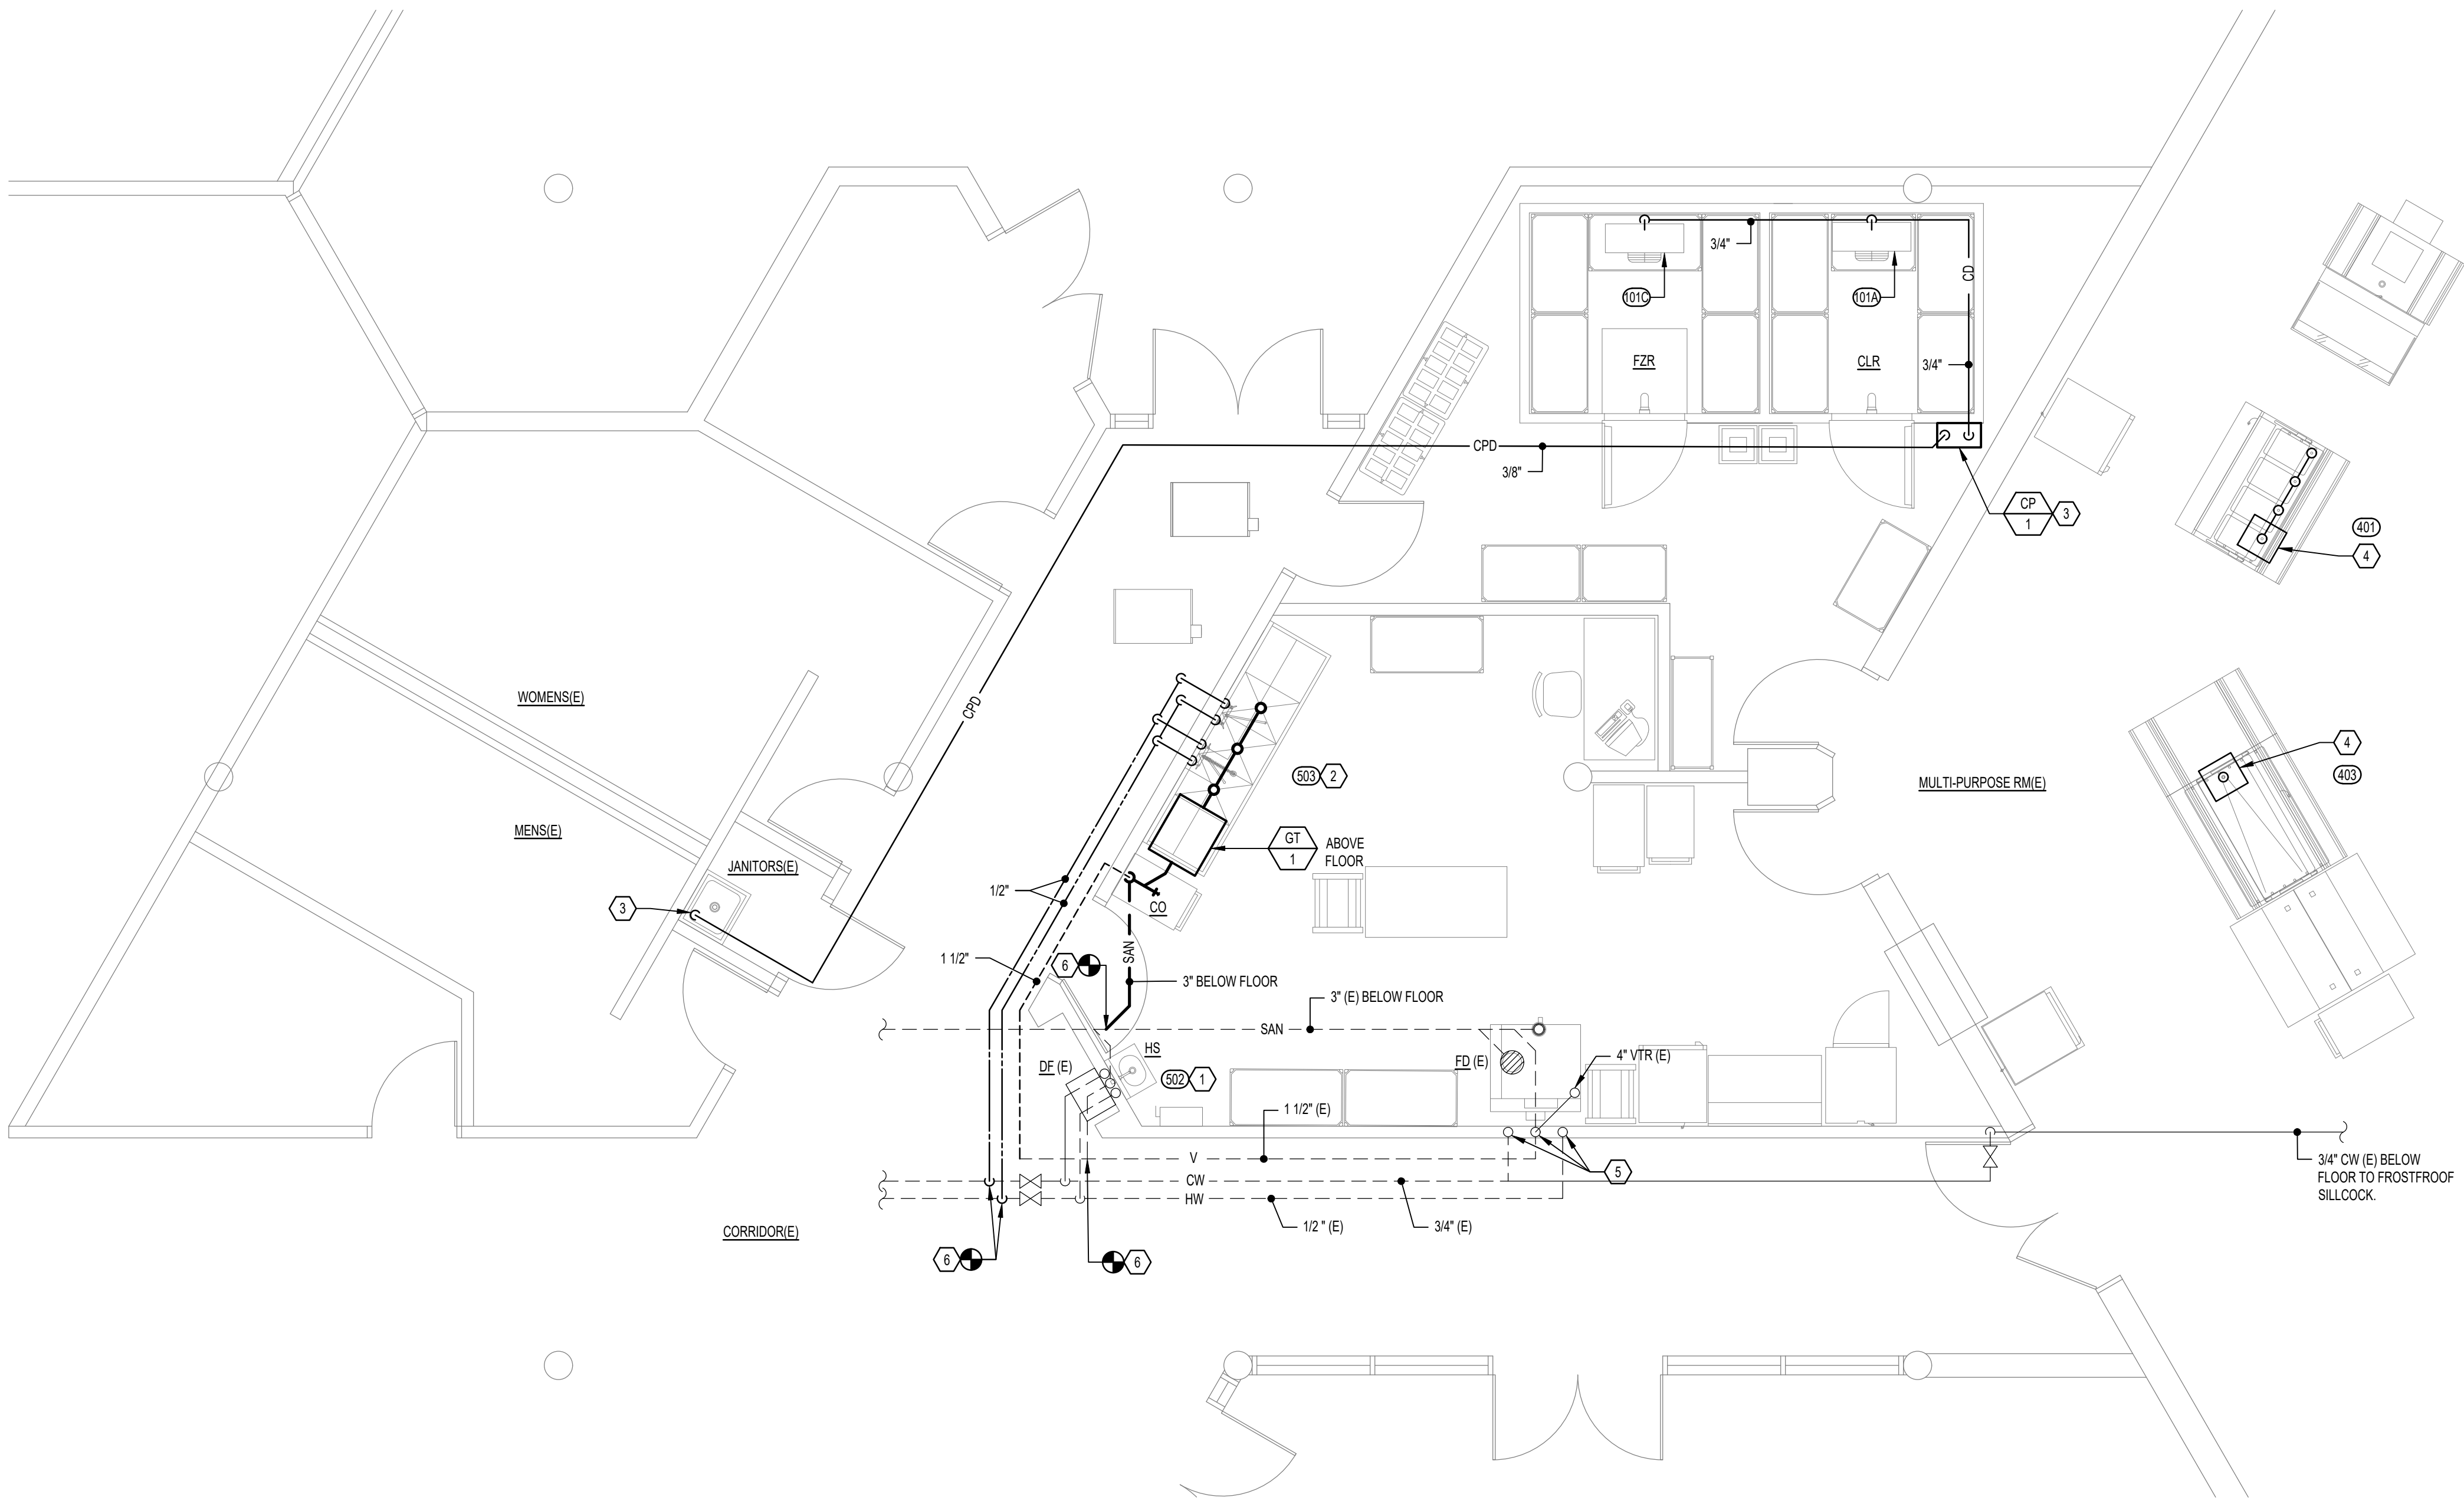 3/4"
101C
101A
CD
FZR
CLR
3/4"
CPD
3/8"
CP
1
3
401
4
WOMENS(E)
CPD
4
403
503
2
MULTI-PURPOSE RM(E)
MENS(E)
GT
1
ABOVE
FLOOR
JANITORS(E)
1/2"
3
CO
SAN
1 1/2"
6
3" BELOW FLOOR
3" (E) BELOW FLOOR
SAN
HS
DF (E)
502
1
FD (E)
4" VTR (E)
1 1/2" (E)
V
CW
HW
5
3/4" CW (E) BELOW
FLOOR TO FROSTFROOF
SILLCOCK.
1/2 " (E)
3/4" (E)
CORRIDOR(E)
6
6